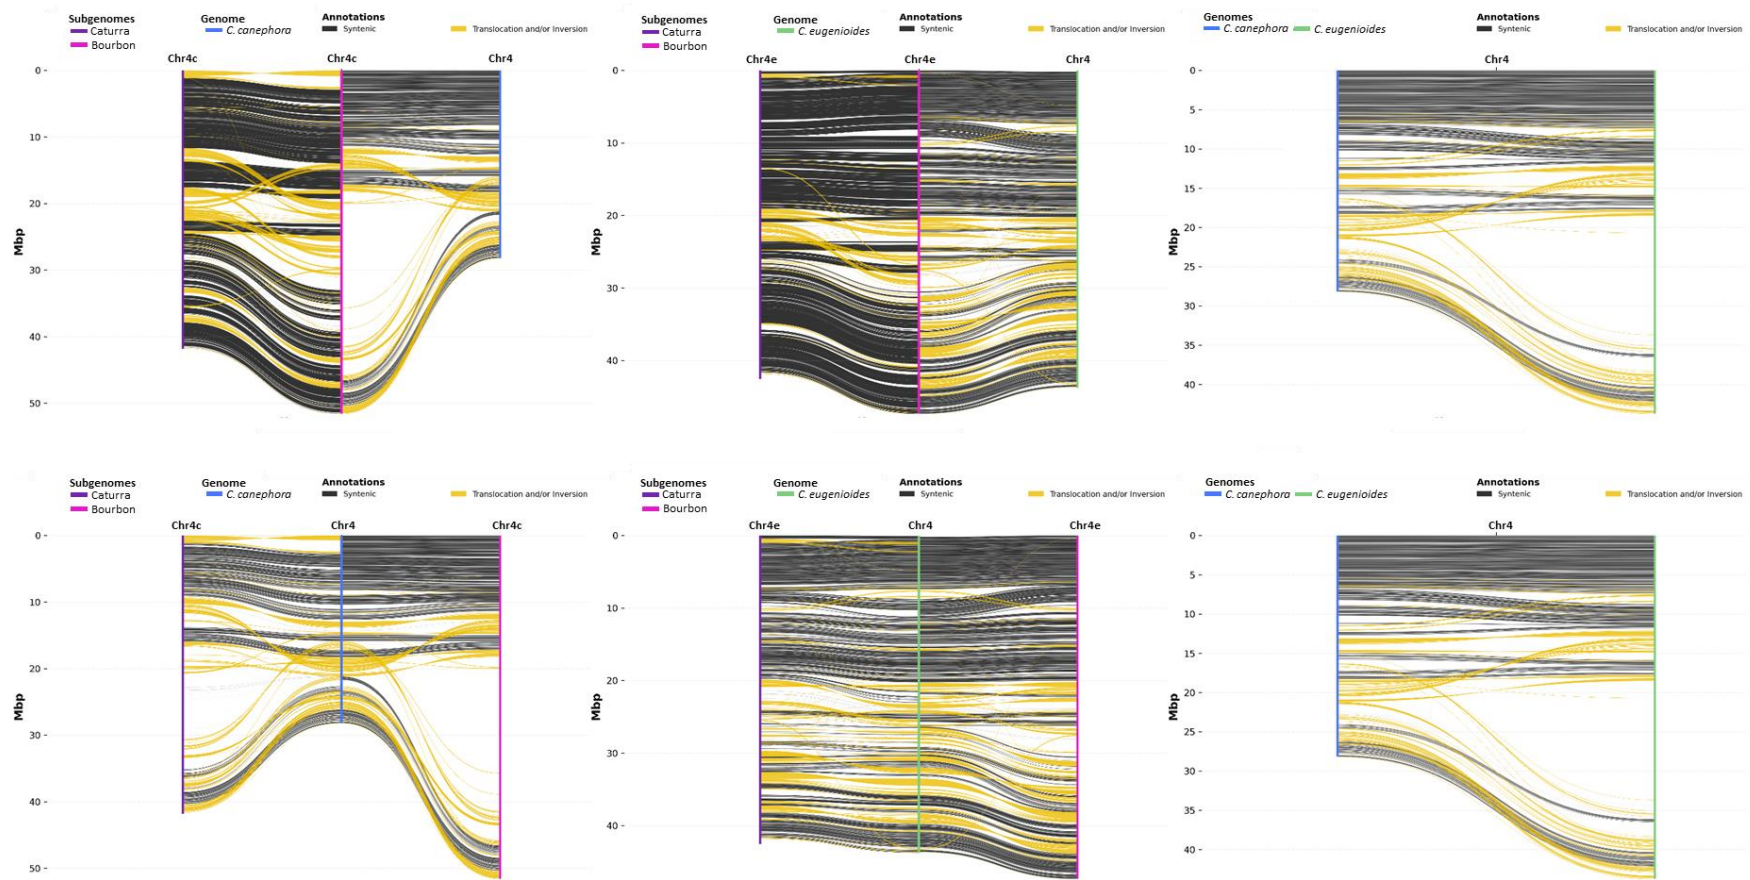 Subgenomes Genome Annotations
Caturra C. canephora Syntenic Translocation and/or Inversion
Bourbon
Chr4c Chr4c Chr4
0
10
20
30
40
50
Mbp
Subgenomes Genome Annotations
Caturra C. eugenioides Syntenic Translocation and/or Inversion
Bourbon
Chr4e Chr4e Chr4
0
10
20
30
40
Mbp
Genomes Annotations
C. canephora C. eugenioides Syntenic Translocation and/or Inversion
Chr4
0
5
10
15
20
25
30
35
40
Mbp
Subgenomes Genome Annotations
Caturra C. canephora Syntenic Translocation and/or Inversion
Bourbon
Chr4c Chr4 Chr4c
0
10
20
30
40
50
Mbp
Subgenomes Genome Annotations
Caturra C. eugenioides Syntenic Translocation and/or Inversion
Bourbon
Chr4e Chr4 Chr4e
0
10
20
30
40
Mbp
Genomes Annotations
C. canephora C. eugenioides Syntenic Translocation and/or Inversion
Chr4
0
5
10
15
20
25
30
35
40
Mbp